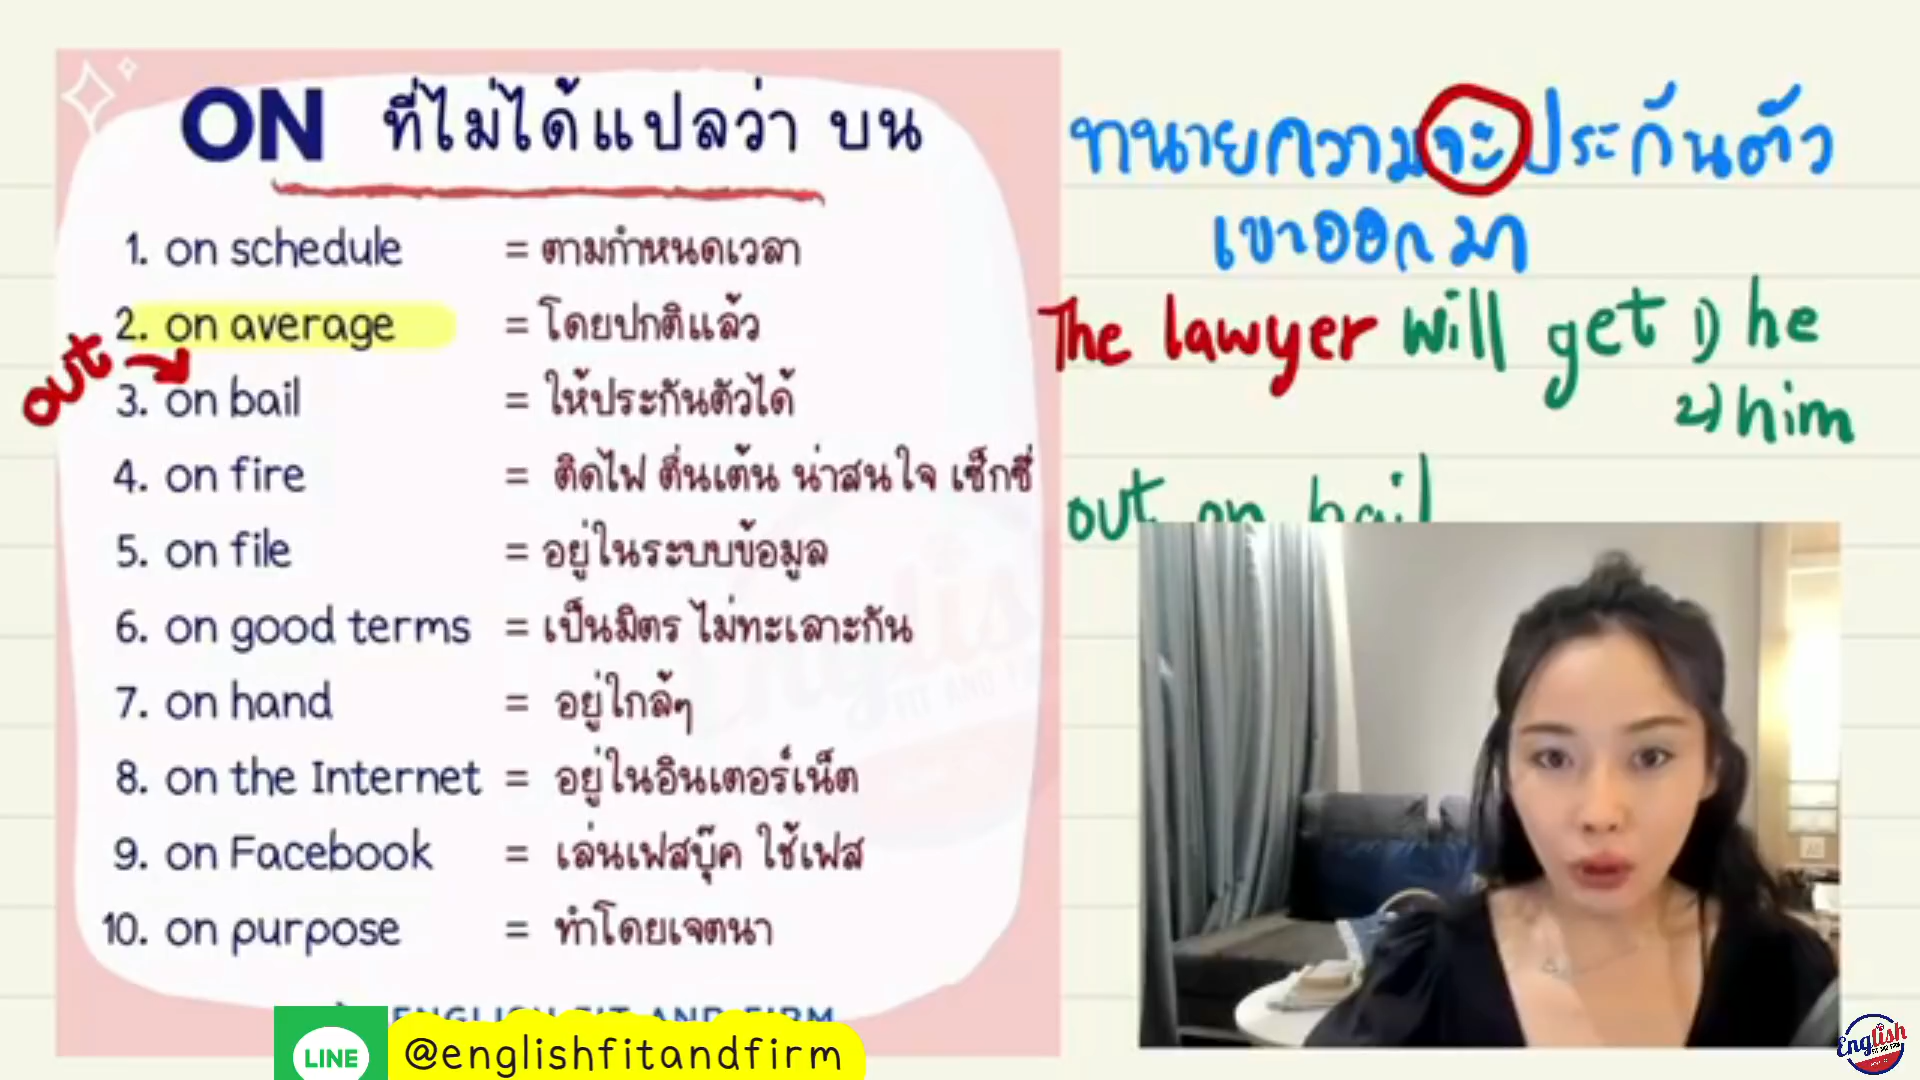 ON ที่ไม่ได้แปลว่า บน
1. on schedule = ตามกำหนดเวลา
2. on average = โดยปกติแล้ว
out
3. on bail = ให้ประกันตัวได้
4. on fire = ติดไฟ ตื่นเต้น น่าสนใจ เซ็กซี่
5. on file = อยู่ในระบบข้อมูล
6. on good terms = เป็นมิตร ไม่ทะเลาะกัน
7. on hand = อยู่ใกล้ๆ
8. on the Internet = อยู่ในอินเตอร์เน็ต
9. on Facebook = เล่นเฟสบุ๊ค ใช้เฟส
10. on purpose = ทำโดยเจตนา
ENGLISH FIT AND FIRM
LINE @englishfitandfirm
ทนายความจะประกันตัว
เขาออกมา
The lawyer will get 1) he
2) him
out on bail
English
FIT AND FIRM